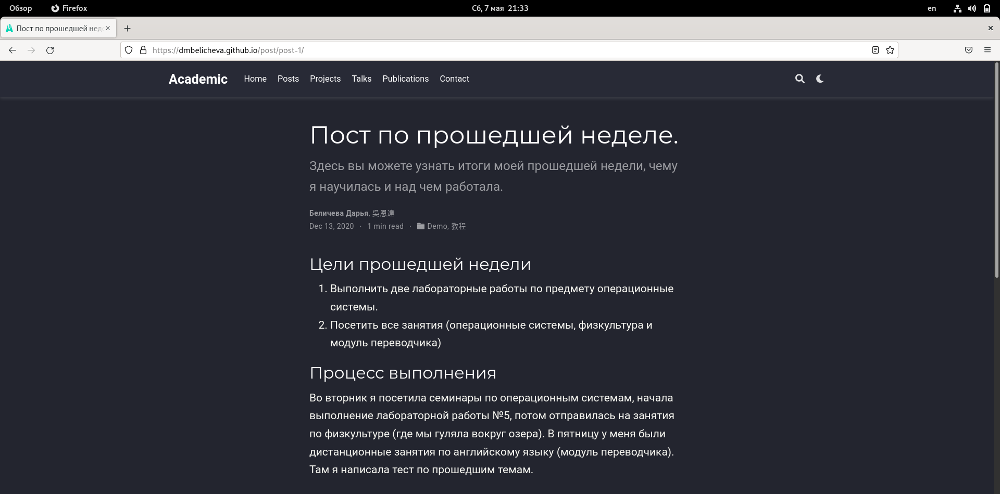 Обзор Firefox Сб, 7 мая 21:33 en
Пост по прошедшей нед
https://dmbelicheva.github.io/post/post-1/
Academic Home Posts Projects Talks Publications Contact
Пост по прошедшей неделе.
Здесь вы можете узнать итоги моей прошедшей недели, чему
я научилась и над чем работала.
Беличева Дарья, 吳恩達
Dec 13, 2020 · 1 min read · Demo, 教程
Цели прошедшей недели
1. Выполнить две лабораторные работы по предмету операционные
системы.
2. Посетить все занятия (операционные системы, физкультура и
модуль переводчика)
Процесс выполнения
Во вторник я посетила семинары по операционным системам, начала
выполнение лабораторной работы №5, потом отправилась на занятия
по физкультуре (где мы гуляла вокруг озера). В пятницу у меня были
дистанционные занятия по английскому языку (модуль переводчика).
Там я написала тест по прошедшим темам.